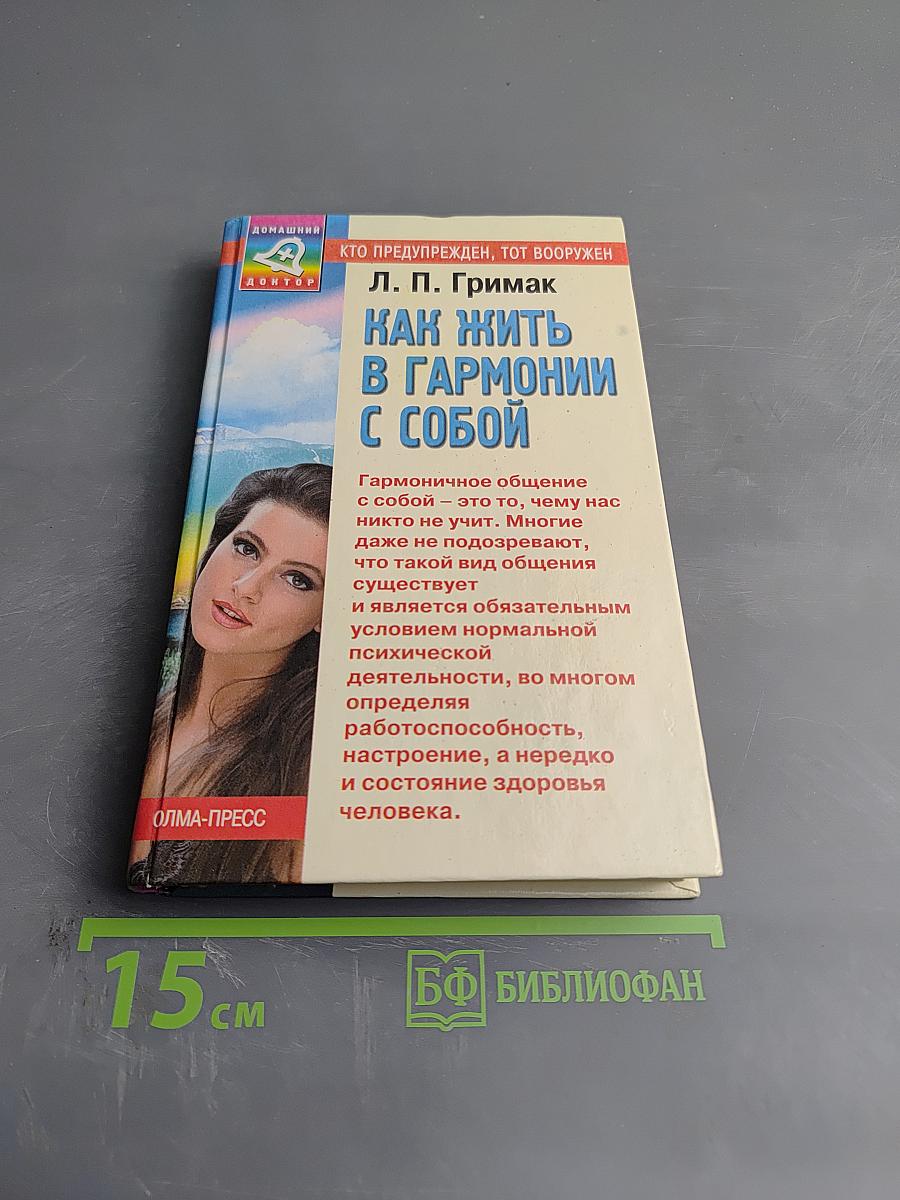 ДОМАШНИЙ
ДОКТОР
КТО ПРЕДУПРЕЖДЕН, ТОТ ВООРУЖЕН
Л. П. Гримак
КАК ЖИТЬ
В ГАРМОНИИ
С СОБОЙ
Гармоничное общение
с собой – это то, чему нас
никто не учит. Многие
даже не подозревают,
что такой вид общения
существует
и является обязательным
условием нормальной
психической
деятельности, во многом
определяя
работоспособность,
настроение, а нередко
и состояние здоровья
человека.
ОЛМА-ПРЕСС
15 см
БФ БИБЛИОФАН